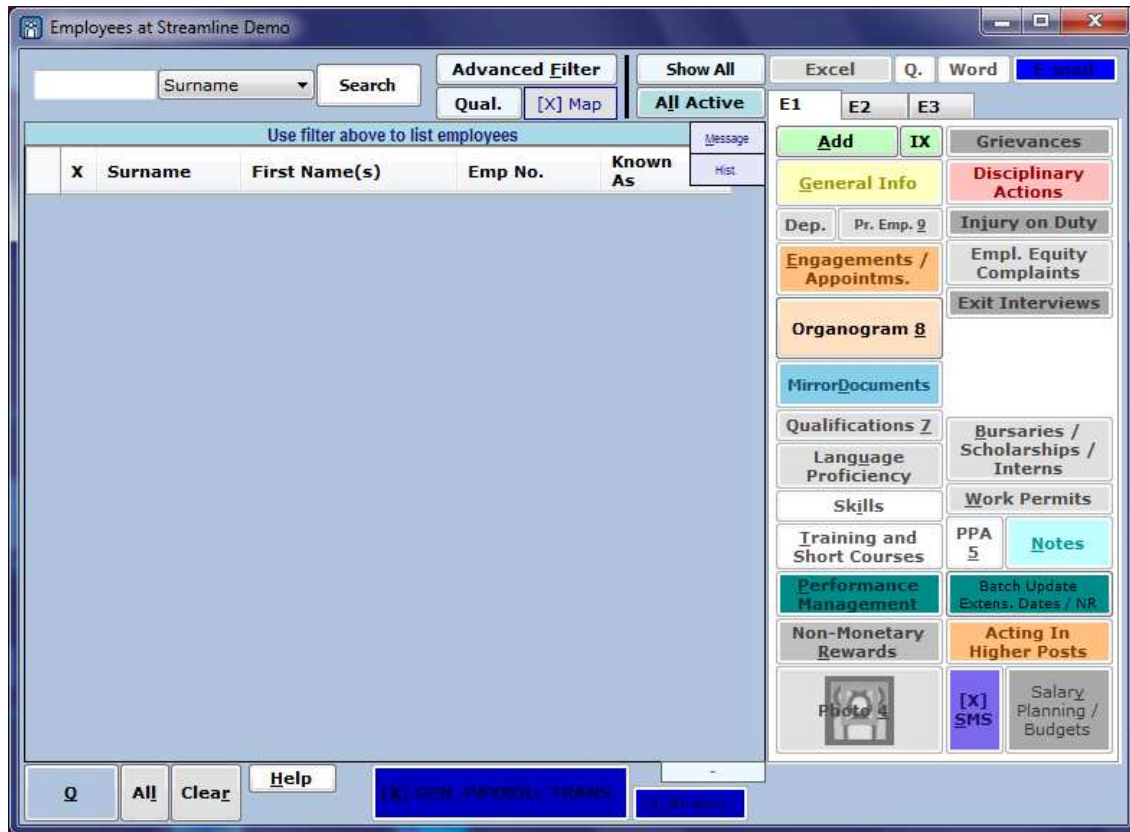 Employees at Streamline Demo
Surname
Search
Advanced Filter
Qual.
[X] Map
Show All
All Active
Excel
Q.
Word
E-mail
E1
E2
E3
Use filter above to list employees
Message
Hist.
X
Surname
First Name(s)
Emp No.
Known
As
Add
IX
General Info
Dep.
Pr. Emp. 9
Engagements /
Appointms.
Organogram 8
MirrorDocuments
Qualifications 7
Language
Proficiency
Skills
Training and
Short Courses
Performance
Management
Non-Monetary
Rewards
Photo 4
Grievances
Disciplinary
Actions
Injury on Duty
Empl. Equity
Complaints
Exit Interviews
Bursaries /
Scholarships /
Interns
Work Permits
PPA
5
Notes
Batch Update
Extens. Dates / NR
Acting In
Higher Posts
[X]
SMS
Salary
Planning /
Budgets
Q
All
Clear
Help
[X] GEN. PAYROLL TRANS.
-